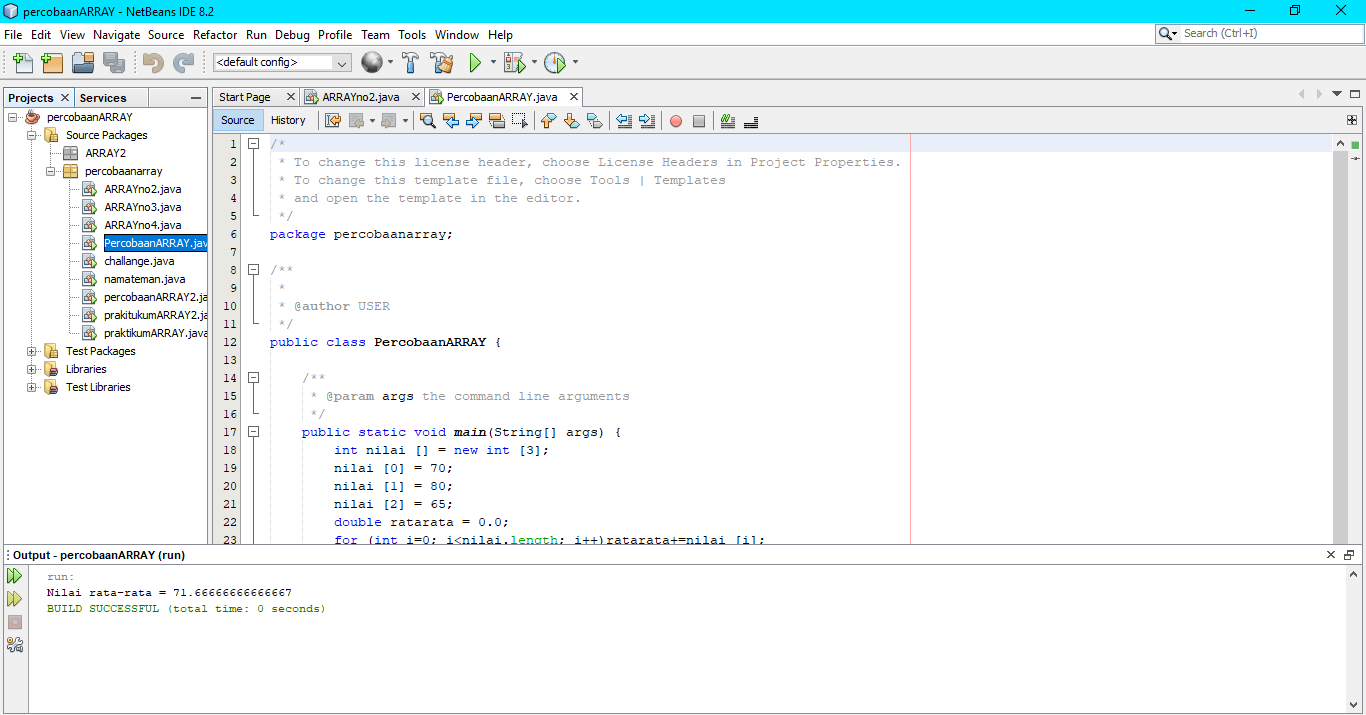 percobaanARRAY - NetBeans IDE 8.2
File Edit View Navigate Source Refactor Run Debug Profile Team Tools Window Help
Search (Ctrl+I)
<default config>
Projects Services
percobaanARRAY
Source Packages
ARRAY2
percobaanarray
ARRAYno2.java
ARRAYno3.java
ARRAYno4.java
PercobaanARRAY.jav
challange.java
namateman.java
percobaanARRAY2.ja
prakitukumARRAY2.ja
praktikumARRAY.java
Test Packages
Libraries
Test Libraries
Start Page ARRAYno2.java PercobaanARRAY.java
Source History
1 /*
2 * To change this license header, choose License Headers in Project Properties.
3 * To change this template file, choose Tools | Templates
4 * and open the template in the editor.
5 */
6 package percobaanarray;
7
8 /**
9 *
10 * @author USER
11 */
12 public class PercobaanARRAY {
13
14 /**
15 * @param args the command line arguments
16 */
17 public static void main(String[] args) {
18 int nilai [] = new int [3];
19 nilai [0] = 70;
20 nilai [1] = 80;
21 nilai [2] = 65;
22 double ratarata = 0.0;
23 for (int i=0; i<nilai.length; i++)ratarata+=nilai [i];
Output - percobaanARRAY (run)
run:
Nilai rata-rata = 71.66666666666667
BUILD SUCCESSFUL (total time: 0 seconds)